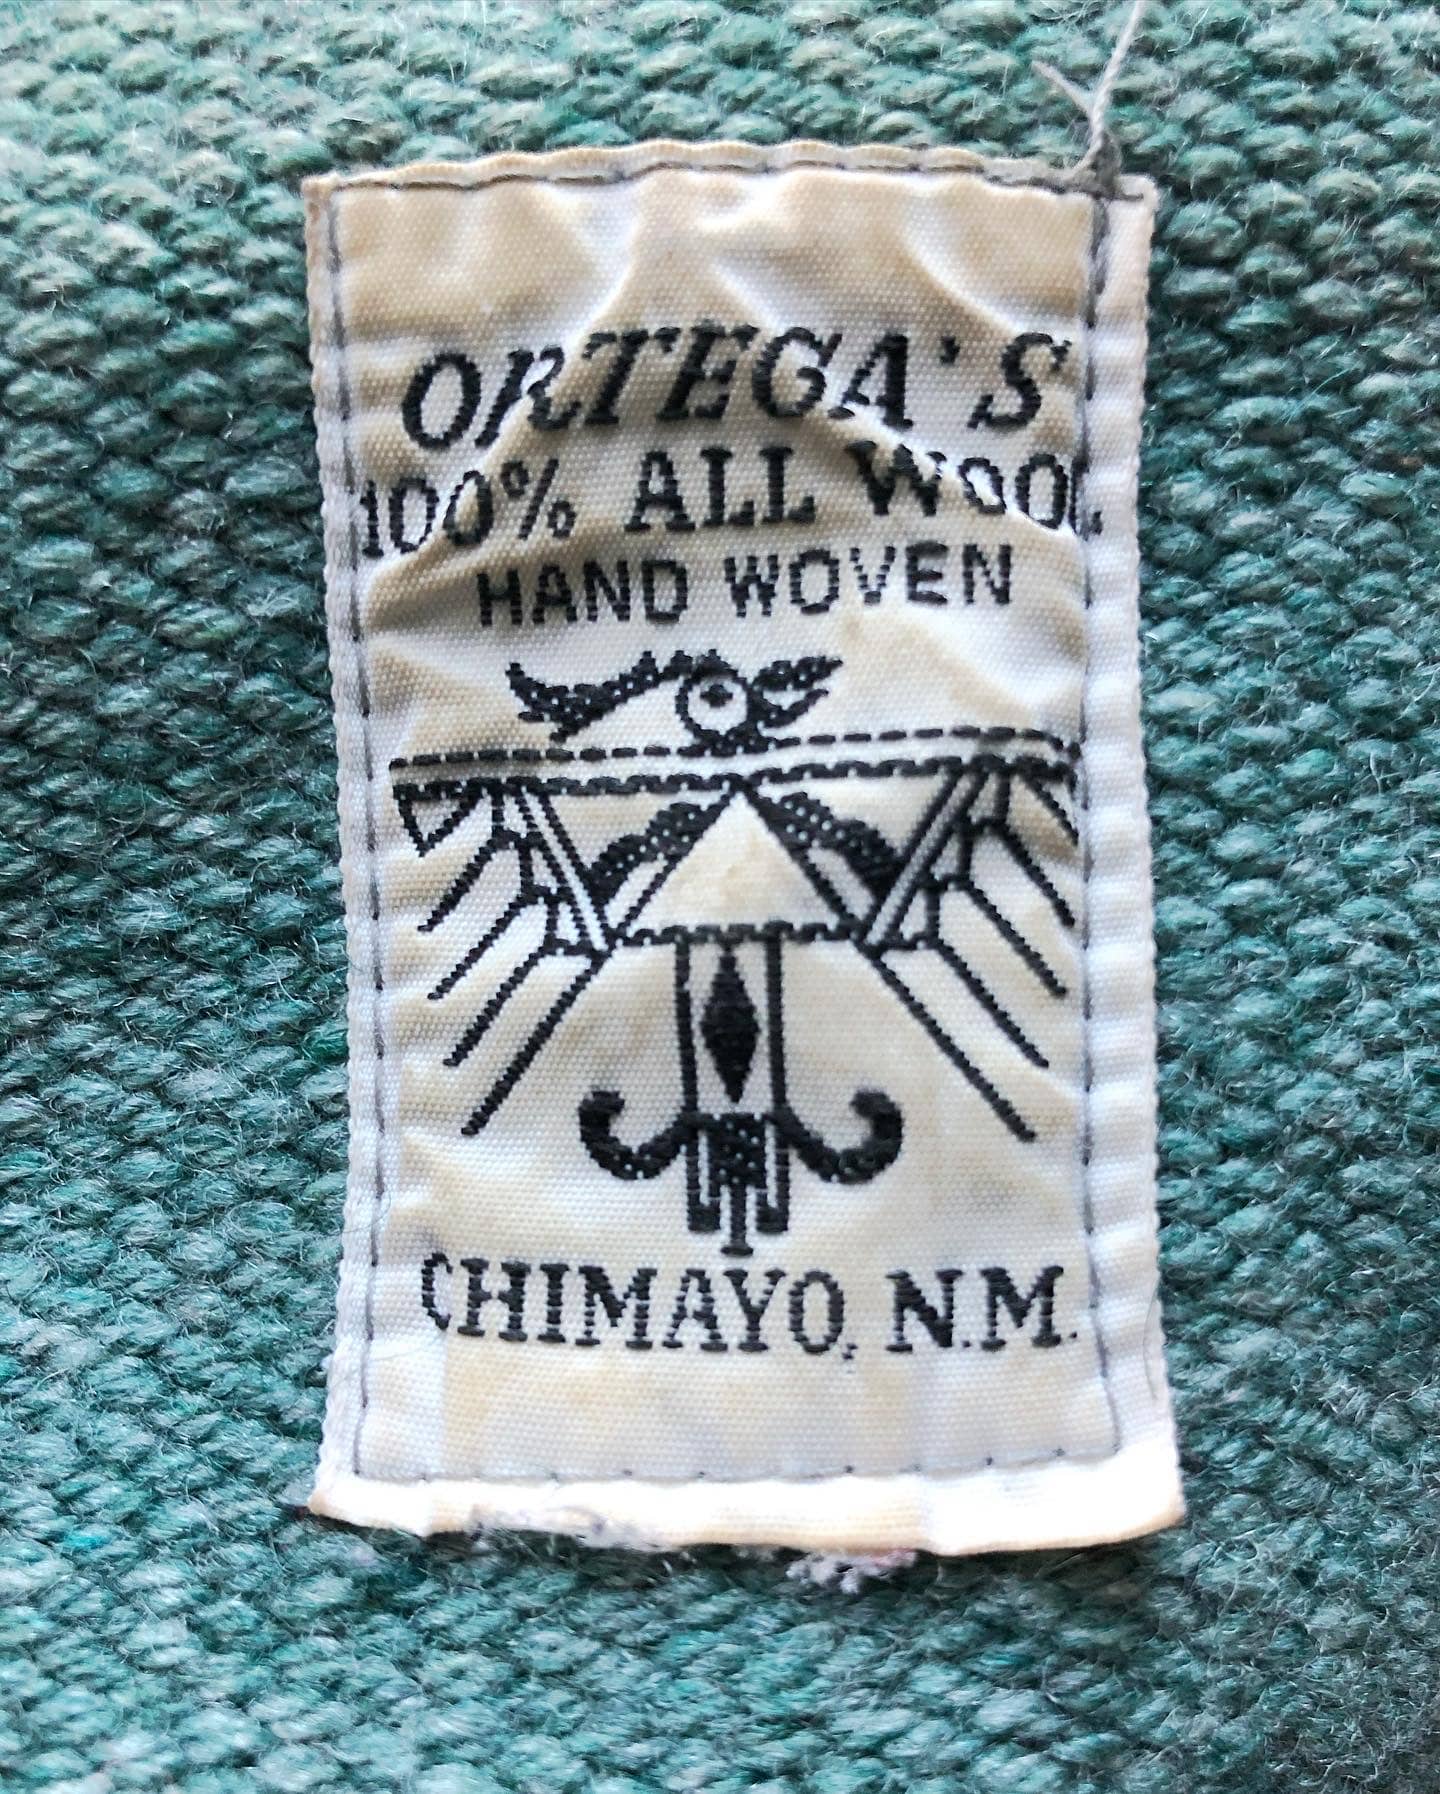 ORTEGA'S
100% ALL WOOL
HAND WOVEN
CHIMAYO, N.M.